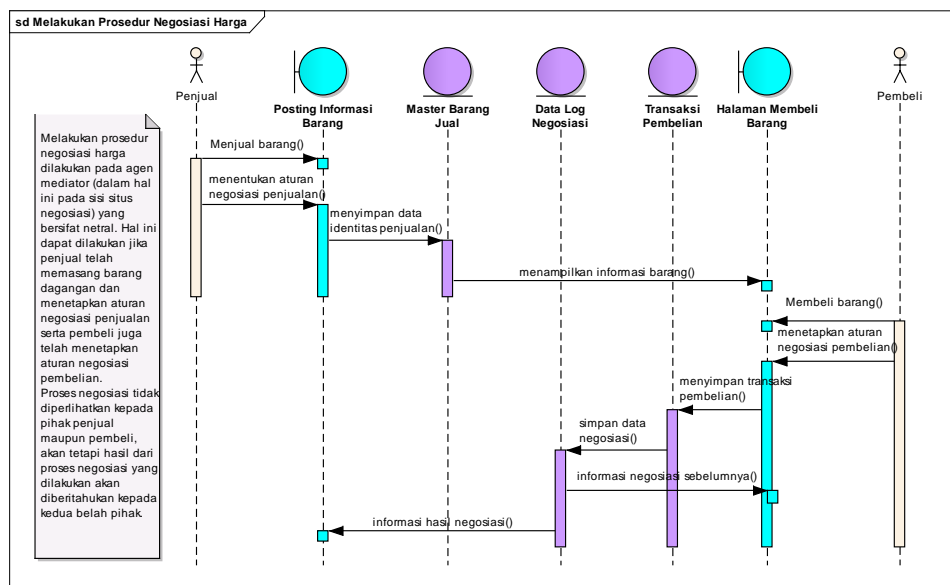 sd Melakukan Prosedur Negosiasi Harga
Penjual
Posting Informasi
Barang
Master Barang
Jual
Data Log
Negosiasi
Transaksi
Pembelian
Halaman Membeli
Barang
Pembeli
Melakukan prosedur
negosiasi harga
dilakukan pada agen
mediator (dalam hal
ini pada sisi situs
negosiasi) yang
bersifat netral. Hal ini
dapat dilakukan jika
penjual telah
memasang barang
dagangan dan
menetapkan aturan
negosiasi penjualan
serta pembeli juga
telah menetapkan
aturan negosiasi
pembelian.
Proses negosiasi tidak
diperlihatkan kepada
pihak penjual
maupun pembeli,
akan tetapi hasil dari
proses negosiasi yang
dilakukan akan
diberitahukan kepada
kedua belah pihak.
Menjual barang()
menentukan aturan
negosiasi penjualan()
menyimpan data
identitas penjualan()
menampilkan informasi barang()
Membeli barang()
menetapkan aturan
negosiasi pembelian()
menyimpan transaksi
pembelian()
simpan data
negosiasi()
informasi negosiasi sebelumnya()
informasi hasil negosiasi()